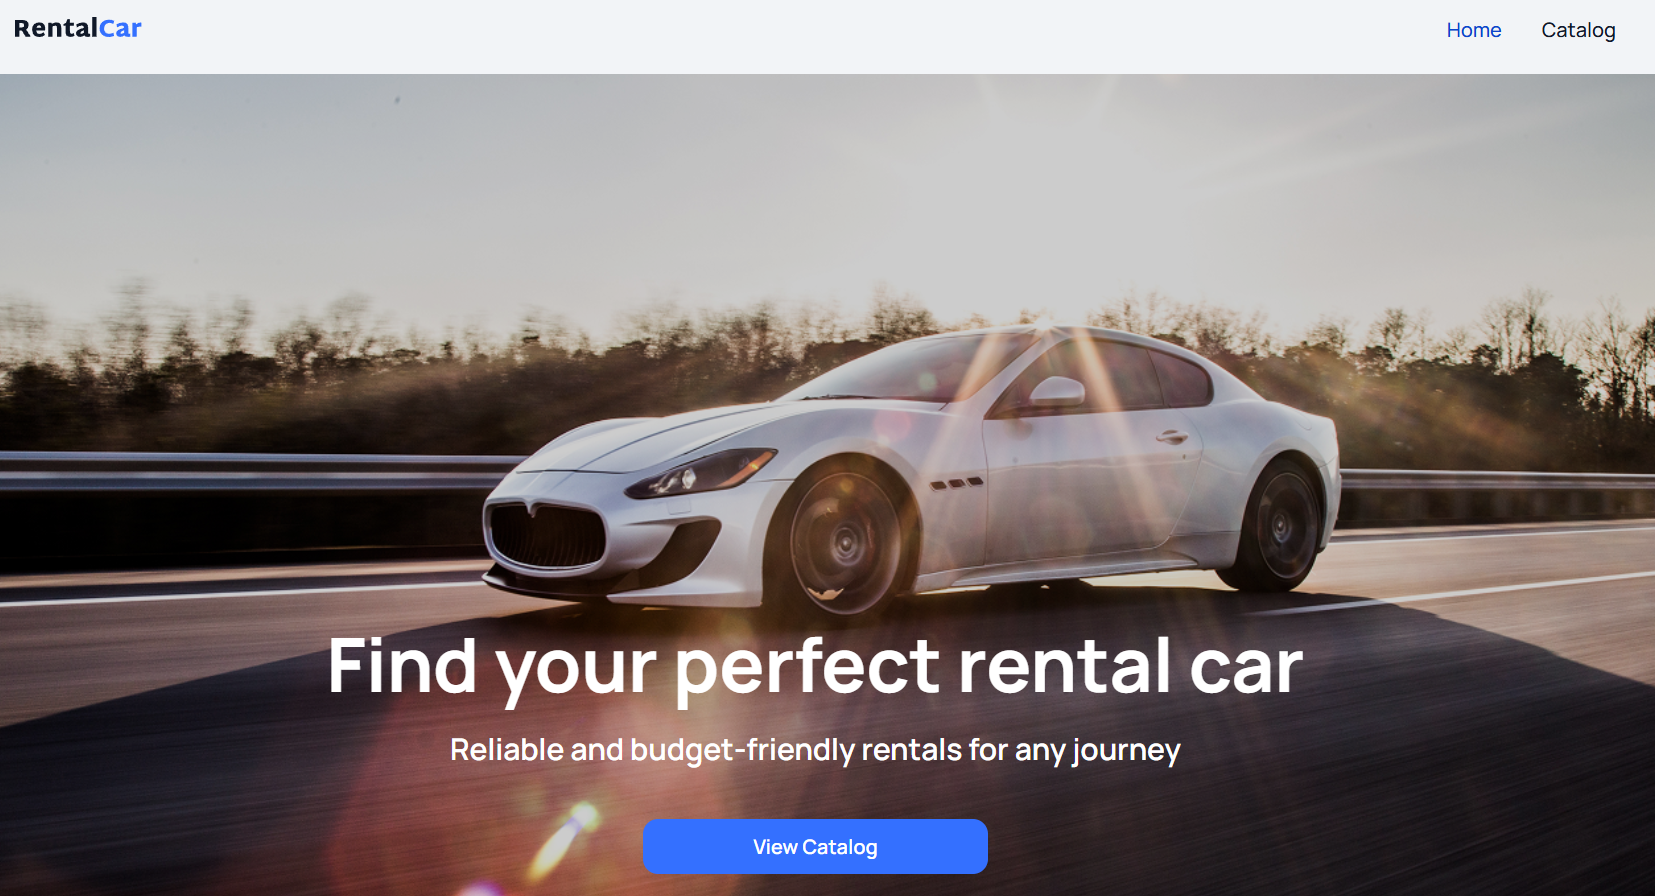 RentalCar
Home Catalog
Find your perfect rental car
Reliable and budget-friendly rentals for any journey
View Catalog